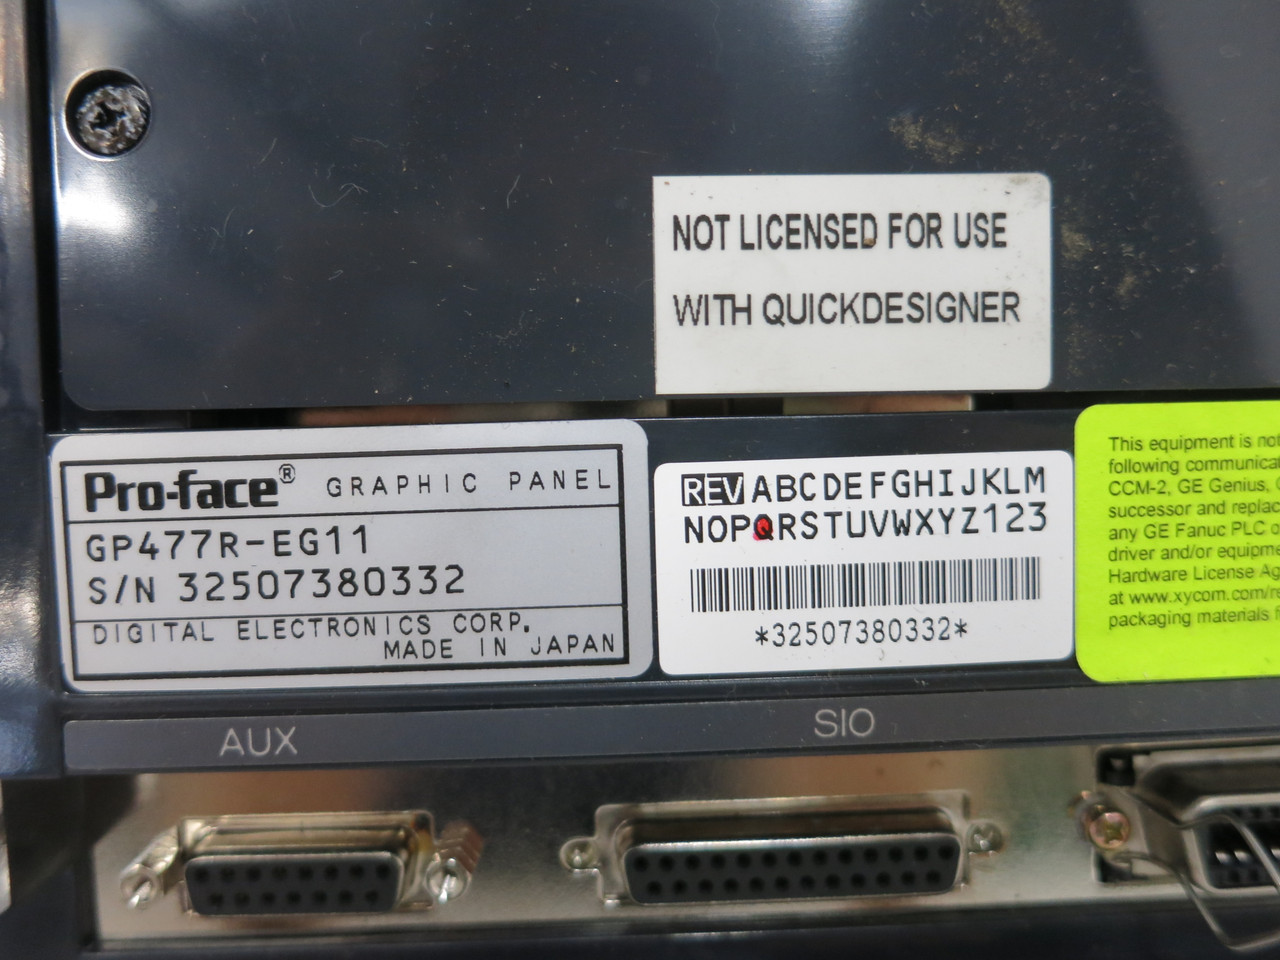 NOT LICENSED FOR USE
WITH QUICKDESIGNER
Pro-face® GRAPHIC PANEL
GP477R-EG11
S/N 32507380332
DIGITAL ELECTRONICS CORP.
MADE IN JAPAN
REV ABCDEFGHIJKLM
NOPQRSTUVWXYZ123
*32507380332*
This equipment is not
following communicat
CCM-2, GE Genius,
successor and replac
any GE Fanuc PLC o
driver and/or equipme
Hardware License Ag
at www.xycom.com/re
packaging materials
AUX
SIO